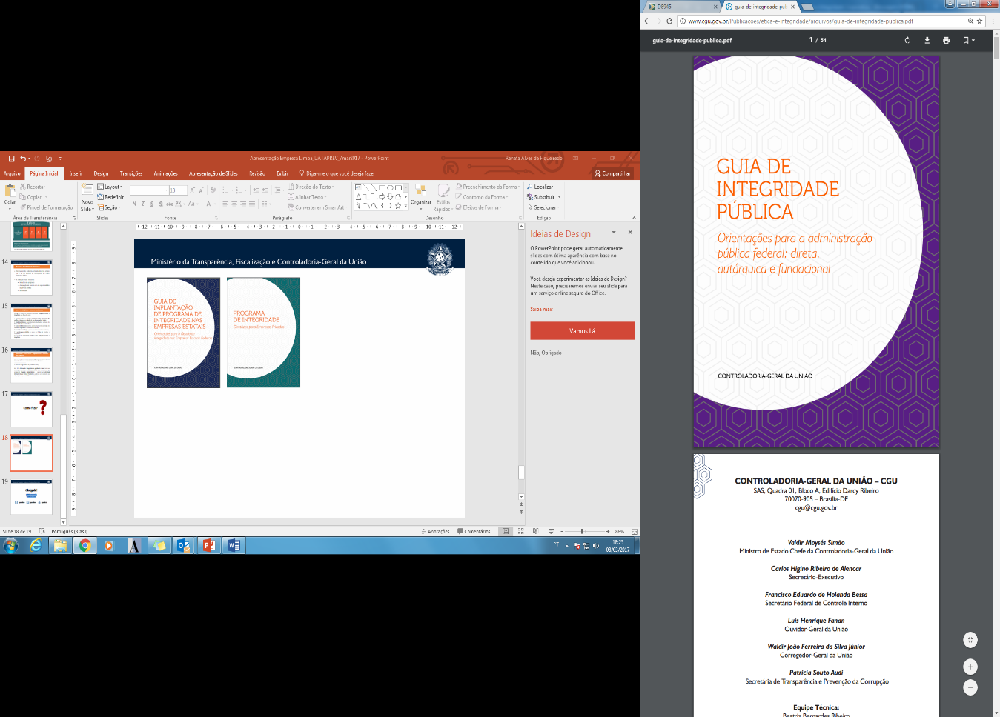 Apresentação Empresa Limpa_DATAPREV_7mar2017 - PowerPoint
Renata Alves de Figueiredo
Arquivo
Página Inicial
Inserir
Design
Transições
Animações
Apresentação de Slides
Revisão
Exibir
Diga-me o que você deseja fazer
Compartilhar
Colar
Recortar
Copiar
Pincel de Formatação
Área de Transferência
Novo
Slide
Layout
Redefinir
Seção
Slides
18
N I S S abc AV Aa A
Fonte
Direção do Texto
Alinhar Texto
Converter em SmartArt
Parágrafo
Organizar
Estilos
Rápidos
Preenchimento da Forma
Contorno da Forma
Efeitos de Forma
Desenho
Localizar
Substituir
Selecionar
Edição
14
15
16
17
Como fazer ?
18
19
Obrigada!
Ministério da Transparência, Fiscalização e Controladoria-Geral da União
GUIA DE
IMPLANTAÇÃO
DE PROGRAMA DE
INTEGRIDADE NAS
EMPRESAS ESTATAIS
Orientações para a Gestão da
Integridade nas Empresas Estatais Federais
CONTROLADORIA-GERAL DA UNIÃO
PROGRAMA
DE INTEGRIDADE
Diretrizes para Empresas Privadas
CONTROLADORIA-GERAL DA UNIÃO
Ideias de Design
O PowerPoint pode gerar automaticamente
slides com ótima aparência com base no
conteúdo que você adicionou.
Você deseja experimentar as Ideias de Design?
Neste caso, precisaremos enviar seu slide para
um serviço online seguro do Office.
Saiba mais
Vamos Lá
Não, Obrigado
Slide 18 de 19
Português (Brasil)
Anotações
Comentários
86%
PT
18:25
08/03/2017
D8945
guia-de-integridade-pub
www.cgu.gov.br/Publicacoes/etica-e-integridade/arquivos/guia-de-integridade-publica.pdf
guia-de-integridade-publica.pdf
1 / 54
GUIA DE
INTEGRIDADE
PÚBLICA
Orientações para a administração
pública federal: direta,
autárquica e fundacional
CONTROLADORIA-GERAL DA UNIÃO
CONTROLADORIA-GERAL DA UNIÃO – CGU
SAS, Quadra 01, Bloco A, Edifício Darcy Ribeiro
70070-905 – Brasília-DF
cgu@cgu.gov.br
Valdir Moysés Simão
Ministro de Estado Chefe da Controladoria-Geral da União
Carlos Higino Ribeiro de Alencar
Secretário-Executivo
Francisco Eduardo de Holanda Bessa
Secretário Federal de Controle Interno
Luis Henrique Fanan
Ouvidor-Geral da União
Waldir João Ferreira da Silva Júnior
Corregedor-Geral da União
Patricia Souto Audi
Secretária de Transparência e Prevenção da Corrupção
Equipe Técnica:
Beatriz Bernardes Ribeiro